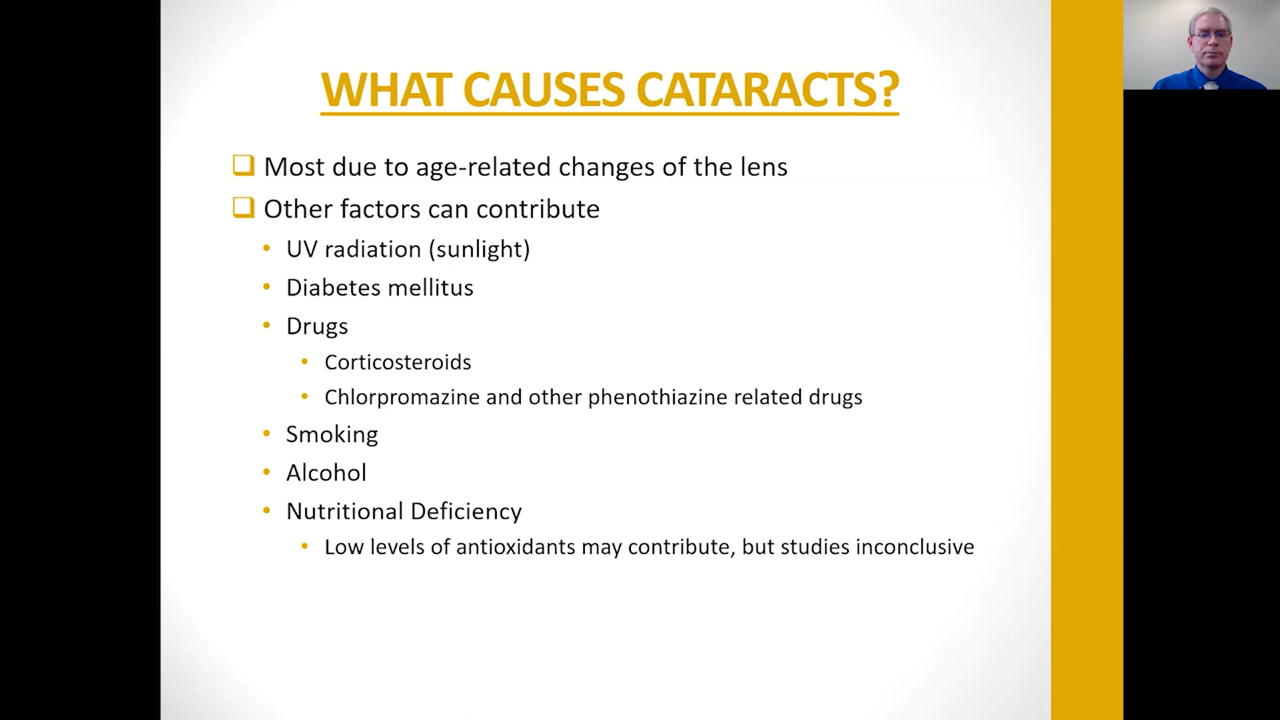 WHAT CAUSES CATARACTS?
Most due to age-related changes of the lens
Other factors can contribute
UV radiation (sunlight)
Diabetes mellitus
Drugs
Corticosteroids
Chlorpromazine and other phenothiazine related drugs
Smoking
Alcohol
Nutritional Deficiency
Low levels of antioxidants may contribute, but studies inconclusive